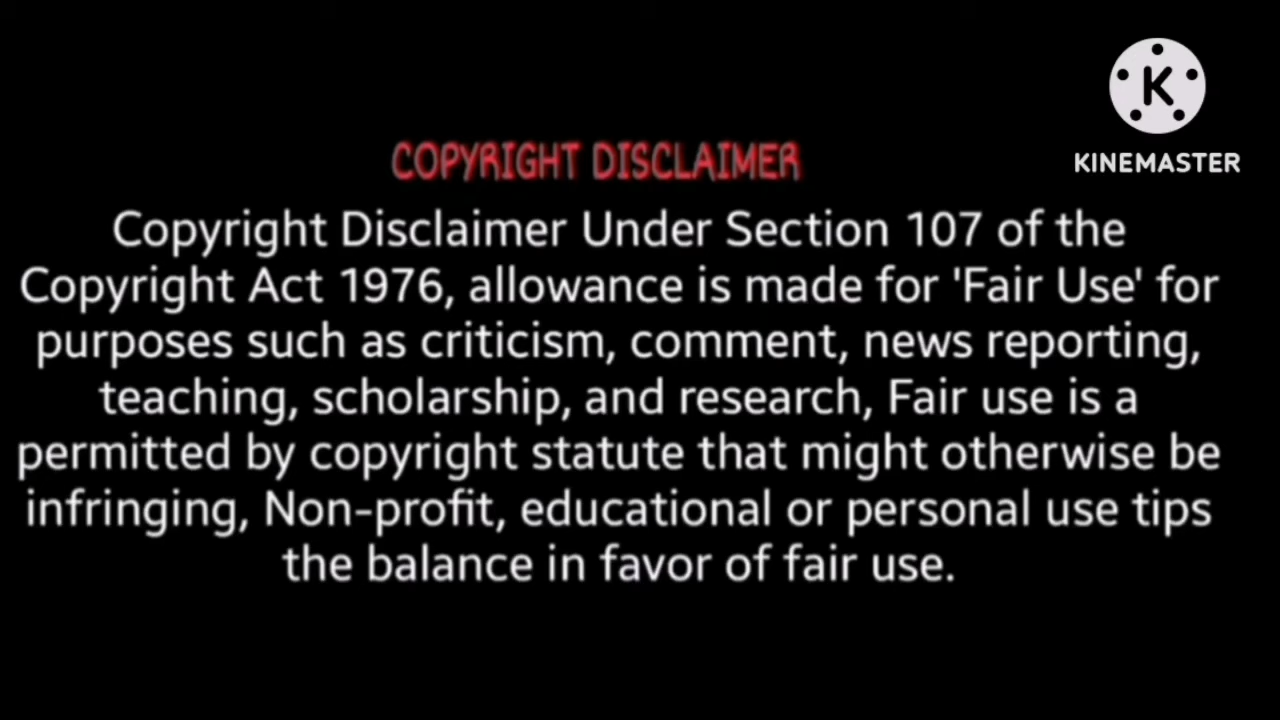 K
KINEMASTER
COPYRIGHT DISCLAIMER
Copyright Disclaimer Under Section 107 of the
Copyright Act 1976, allowance is made for 'Fair Use' for
purposes such as criticism, comment, news reporting,
teaching, scholarship, and research, Fair use is a
permitted by copyright statute that might otherwise be
infringing, Non-profit, educational or personal use tips
the balance in favor of fair use.